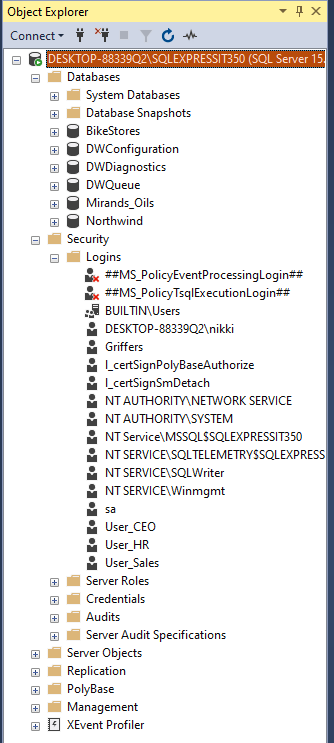 Object Explorer
Connect
DESKTOP-88339Q2\SQLEXPRESSIT350 (SQL Server 15.
Databases
System Databases
Database Snapshots
BikeStores
DWConfiguration
DWDiagnostics
DWQueue
Mirands_Oils
Northwind
Security
Logins
##MS_PolicyEventProcessingLogin##
##MS_PolicyTsqlExecutionLogin##
BUILTIN\Users
DESKTOP-88339Q2\nikki
Griffers
l_certSignPolyBaseAuthorize
l_certSignSmDetach
NT AUTHORITY\NETWORK SERVICE
NT AUTHORITY\SYSTEM
NT Service\MSSQL$SQLEXPRESSIT350
NT SERVICE\SQLTELEMETRY$SQLEXPRESS
NT SERVICE\SQLWriter
NT SERVICE\Winmgmt
sa
User_CEO
User_HR
User_Sales
Server Roles
Credentials
Audits
Server Audit Specifications
Server Objects
Replication
PolyBase
Management
XEvent Profiler